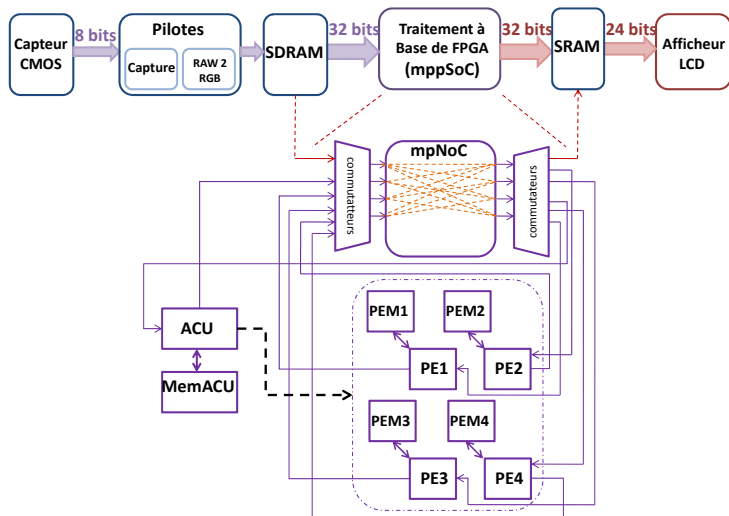 Capteur
CMOS
8 bits
Pilotes
Capture
RAW 2
RGB
SDRAM
32 bits
Traitement à
Base de FPGA
(mppSoC)
32 bits
SRAM
24 bits
Afficheur
LCD
commutatteurs
mpNoC
commutateurs
PEM1
PEM2
ACU
PE1
PE2
MemACU
PEM3
PEM4
PE3
PE4